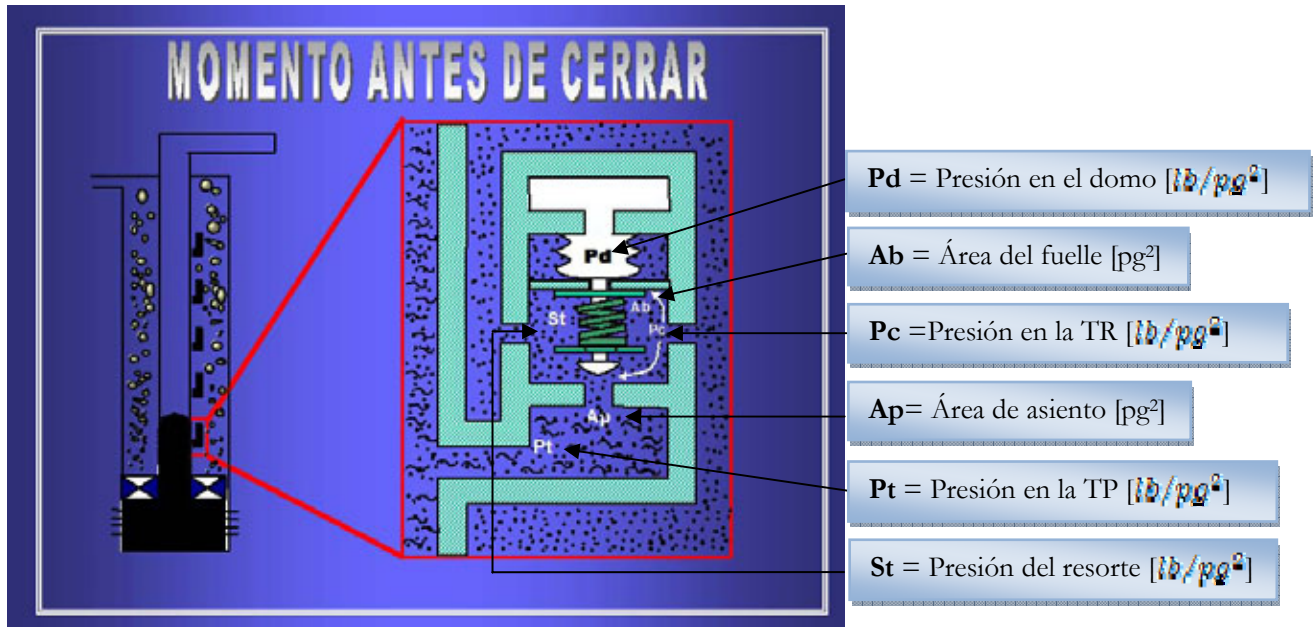 MOMENTO ANTES DE CERRAR
Pd
St
Ab
Pc
Ap
Pt
Pd = Presión en el domo [lb/pg²]
Ab = Área del fuelle [pg²]
Pc =Presión en la TR [lb/pg²]
Ap= Área de asiento [pg²]
Pt = Presión en la TP [lb/pg²]
St = Presión del resorte [lb/pg²]